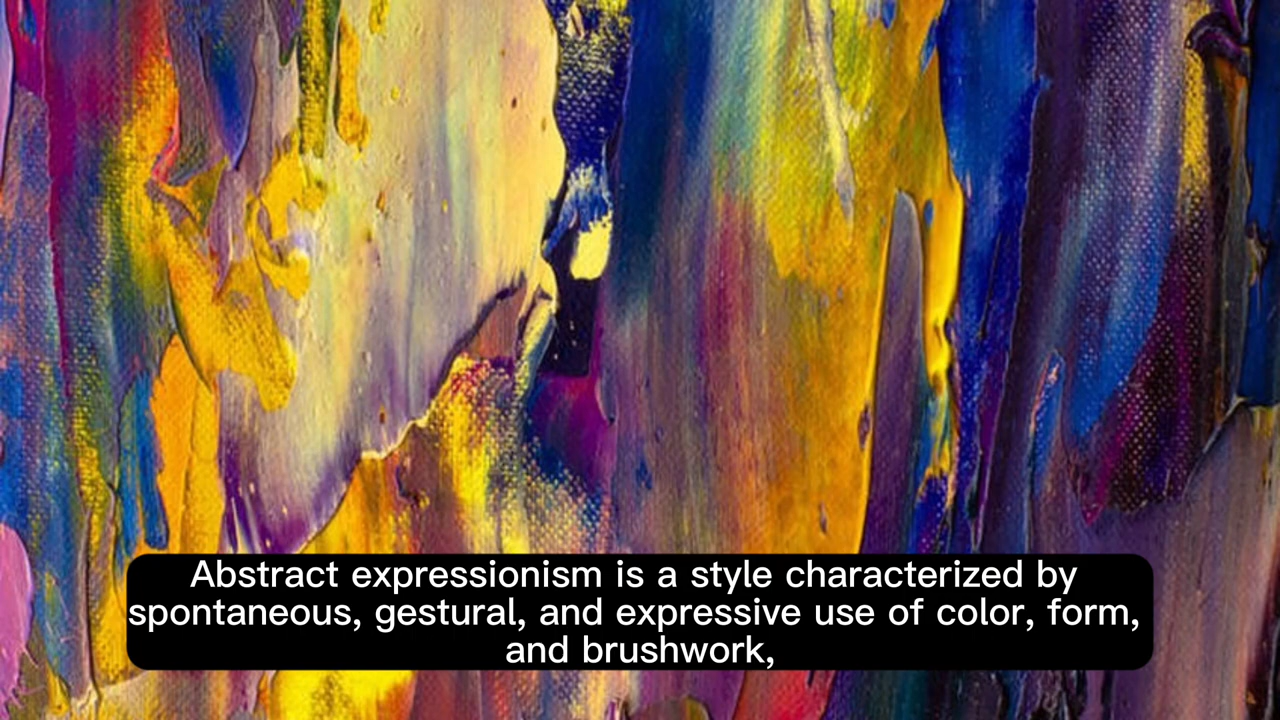 Abstract expressionism is a style characterized by
spontaneous, gestural, and expressive use of color, form,
and brushwork,